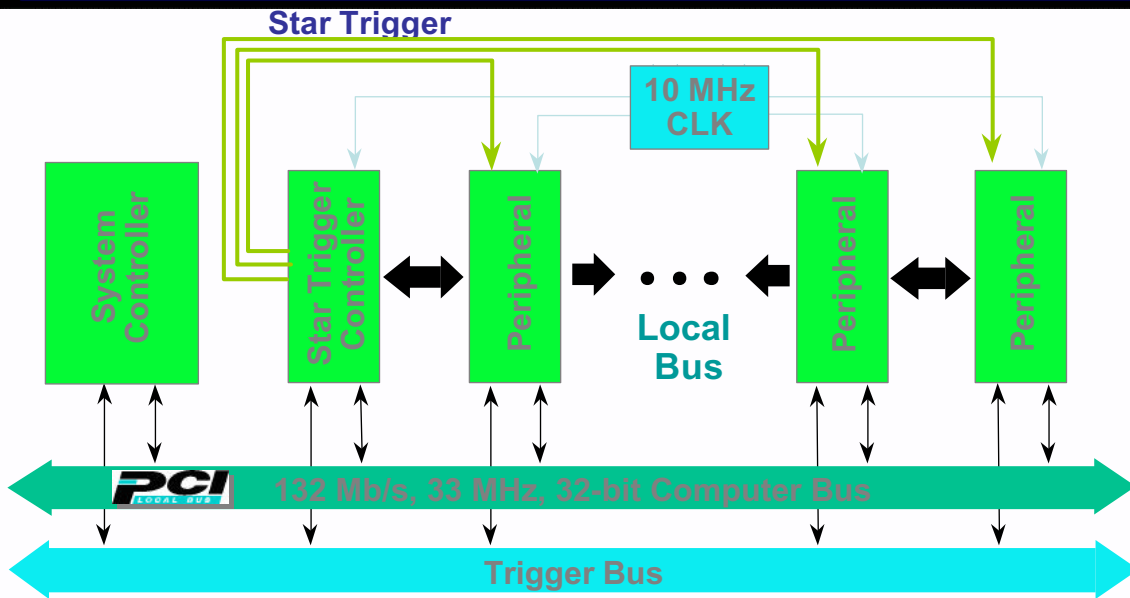 Star Trigger
10 MHz
CLK
System
Controller
Star Trigger
Controller
Peripheral
Peripheral
Peripheral
Local
Bus
PCI
LOCAL BUS
132 Mb/s, 33 MHz, 32-bit Computer Bus
Trigger Bus